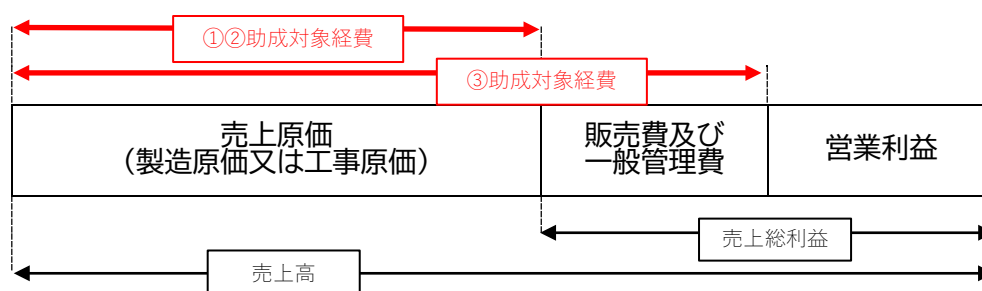 ①②助成対象経費
③助成対象経費
売上原価
（製造原価又は工事原価）
販売費及び
一般管理費
営業利益
売上総利益
売上高